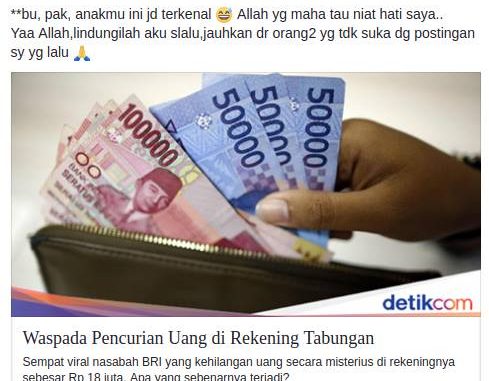 **bu, pak, anakmu ini jd terkenal 😅 Allah yg maha tau niat hati saya..
Yaa Allah,lindungilah aku slalu,jauhkan dr orang2 yg tdk suka dg postingan
sy yg lalu 🙏
50000
50000
50000
100000
detikcom
Waspada Pencurian Uang di Rekening Tabungan
Sempat viral nasabah BRI yang kehilangan uang secara misterius di rekeningnya
sebesar Rp 18 juta. Apa yang sebenarnya terjadi?